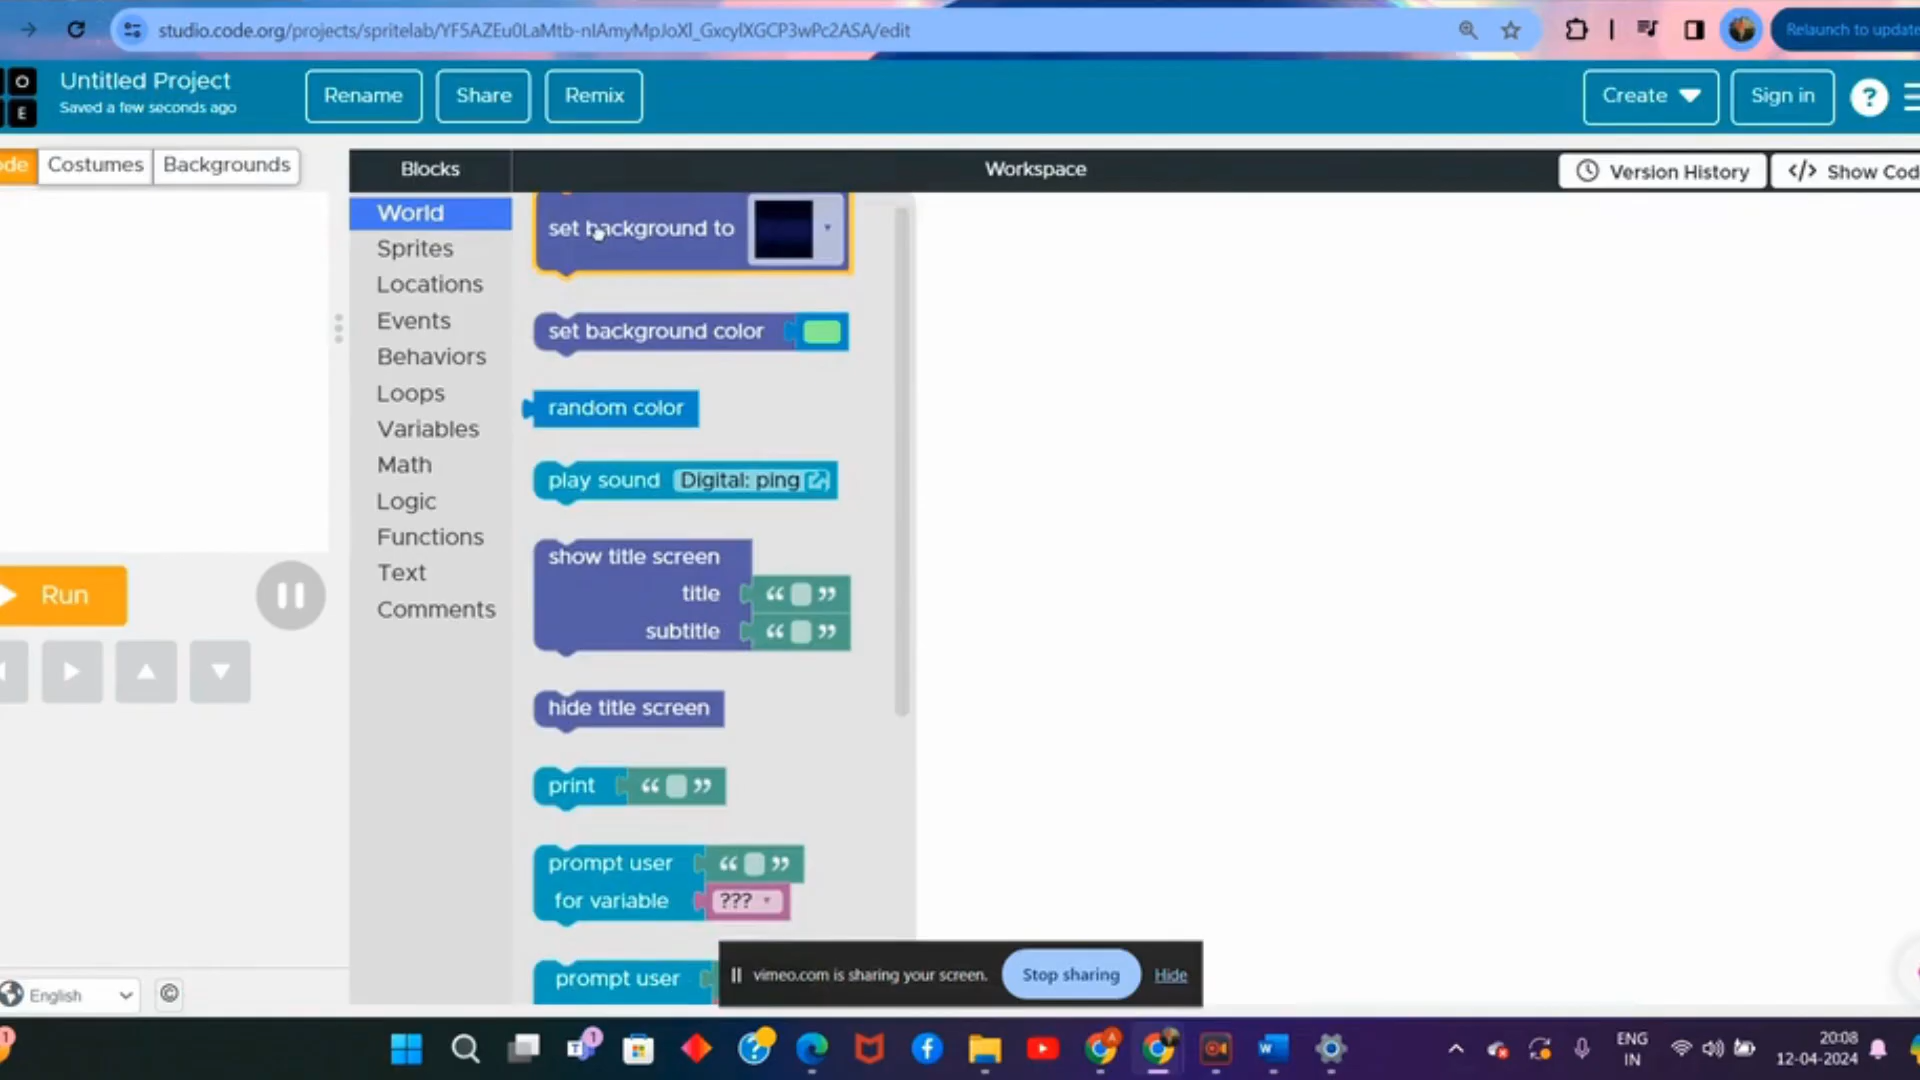 studio.code.org/projects/spritelab/YF5AZEu0LaMtb-nIAmyMpJoXl_GxcylXGCP3wPc2ASA/edit
Relaunch to update
O
E
Untitled Project
Saved a few seconds ago
Rename
Share
Remix
Create
Sign in
?
ode
Costumes
Backgrounds
Blocks
Workspace
Version History
</> Show Cod
World
Sprites
Locations
Events
Behaviors
Loops
Variables
Math
Logic
Functions
Text
Comments
set background to
set background color
random color
play sound Digital: ping
show title screen
title “ ”
subtitle “ ”
hide title screen
print “ ”
prompt user “ ”
for variable ???
prompt user
Run
English
©
vimeo.com is sharing your screen.
Stop sharing
Hide
1
1
ENG
IN
20:08
12-04-2024